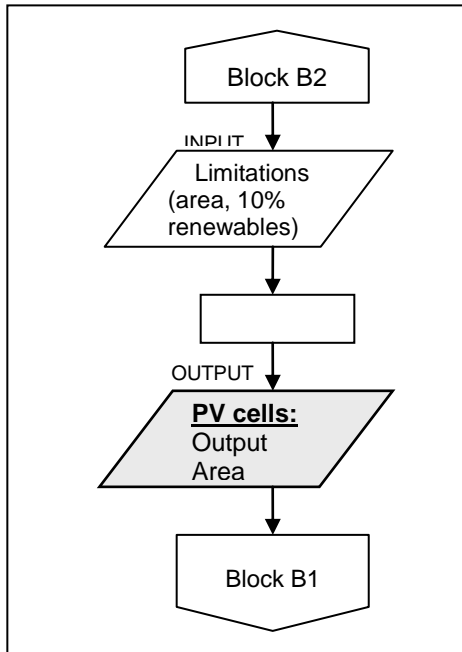 Block B2
INPUT
Limitations
(area, 10%
renewables)
OUTPUT
PV cells:
Output
Area
Block B1